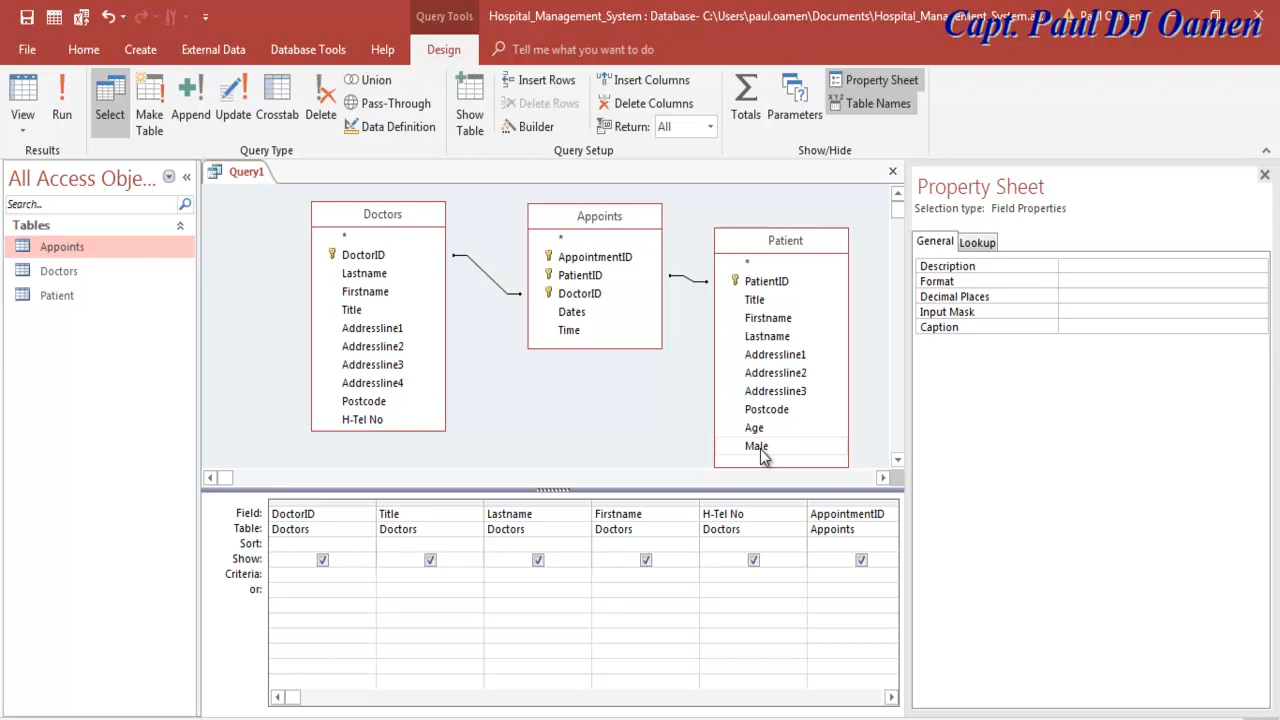 Query Tools
Hospital_Management_System : Database- C:\Users\paul.oamen\Documents\Hospital_Management_System.a
Paul Oamen
Capt. Paul DJ Oamen
File
Home
Create
External Data
Database Tools
Help
Design
Tell me what you want to do
View
Run
Select
Make Table
Append
Update
Crosstab
Delete
Union
Pass-Through
Data Definition
Show Table
Insert Rows
Delete Rows
Builder
Insert Columns
Delete Columns
Return: All
Totals
Parameters
Property Sheet
XYZ Table Names
Results
Query Type
Query Setup
Show/Hide
All Access Obje...
Search...
Tables
Appoints
Doctors
Patient
Query1
Doctors
*
DoctorID
Lastname
Firstname
Title
Addressline1
Addressline2
Addressline3
Addressline4
Postcode
H-Tel No
Appoints
*
AppointmentID
PatientID
DoctorID
Dates
Time
Patient
*
PatientID
Title
Firstname
Lastname
Addressline1
Addressline2
Addressline3
Postcode
Age
Male
Field: DoctorID Title Lastname Firstname H-Tel No AppointmentID
Table: Doctors Doctors Doctors Doctors Doctors Appoints
Sort:
Show:
Criteria:
or:
Property Sheet
Selection type: Field Properties
General
Lookup
Description
Format
Decimal Places
Input Mask
Caption